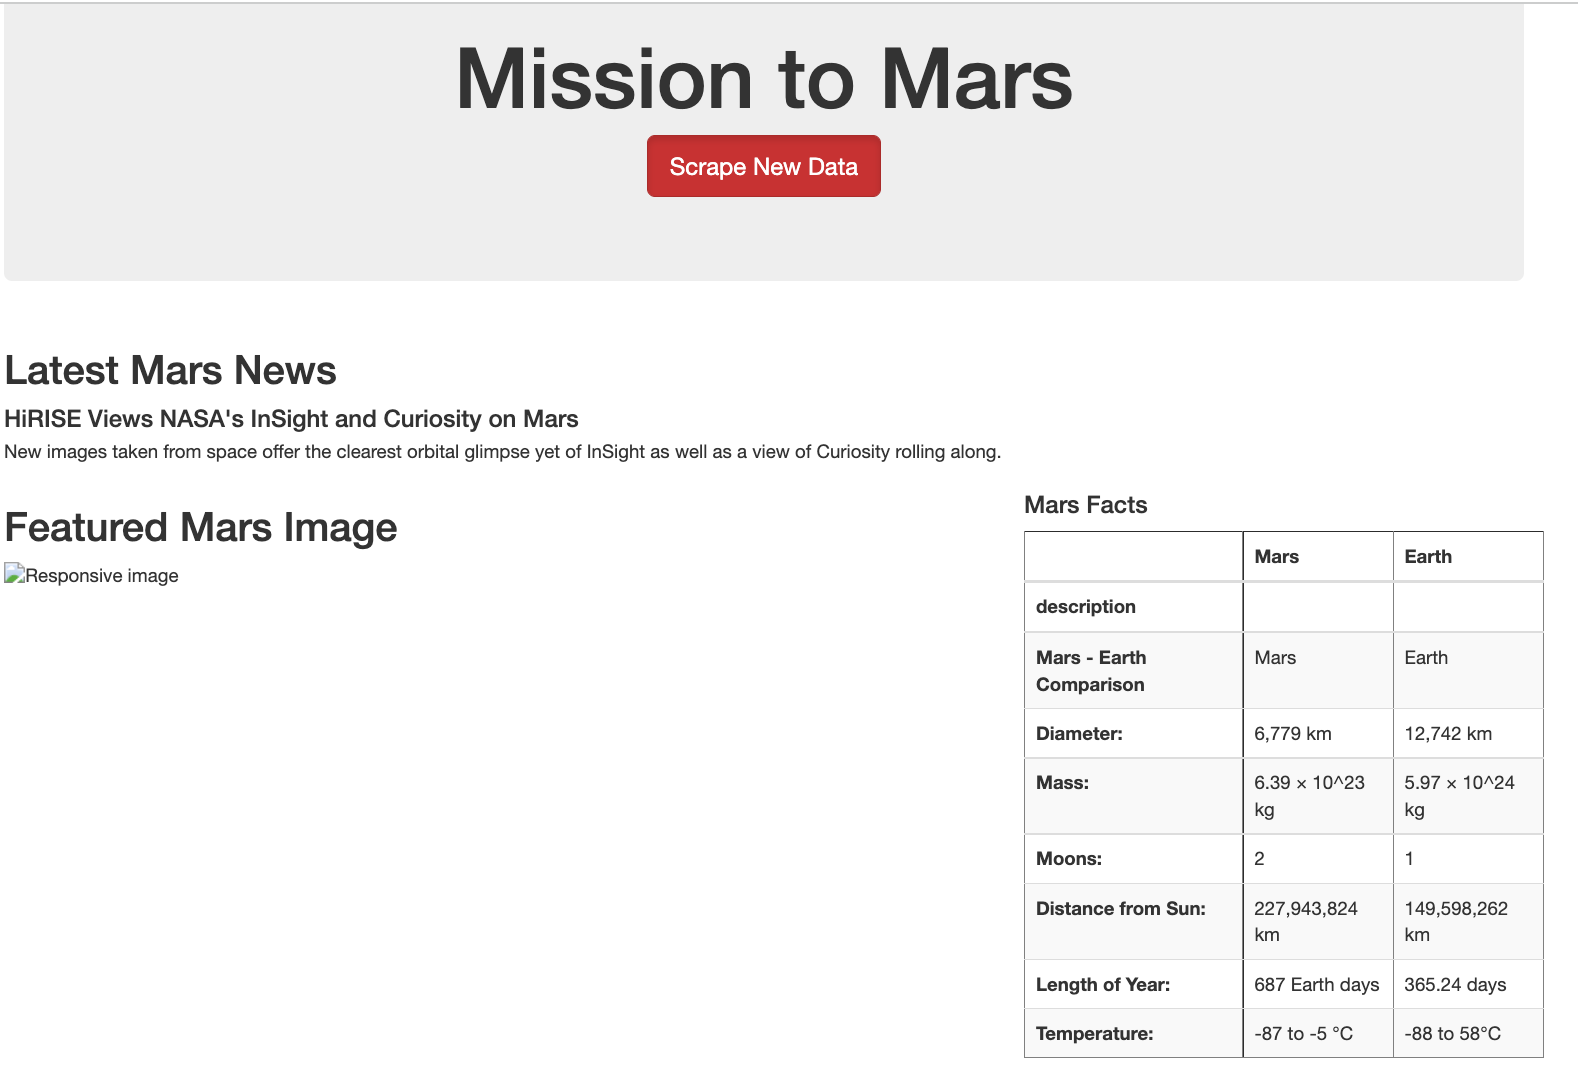 Mission to Mars
Scrape New Data
Latest Mars News
HiRISE Views NASA's InSight and Curiosity on Mars
New images taken from space offer the clearest orbital glimpse yet of InSight as well as a view of Curiosity rolling along.
Featured Mars Image
Responsive image
Mars Facts
Mars Earth
description
Mars - Earth Comparison Mars Earth
Diameter: 6,779 km 12,742 km
Mass: 6.39 × 10^23 kg 5.97 × 10^24 kg
Moons: 2 1
Distance from Sun: 227,943,824 km 149,598,262 km
Length of Year: 687 Earth days 365.24 days
Temperature: -87 to -5 °C -88 to 58°C